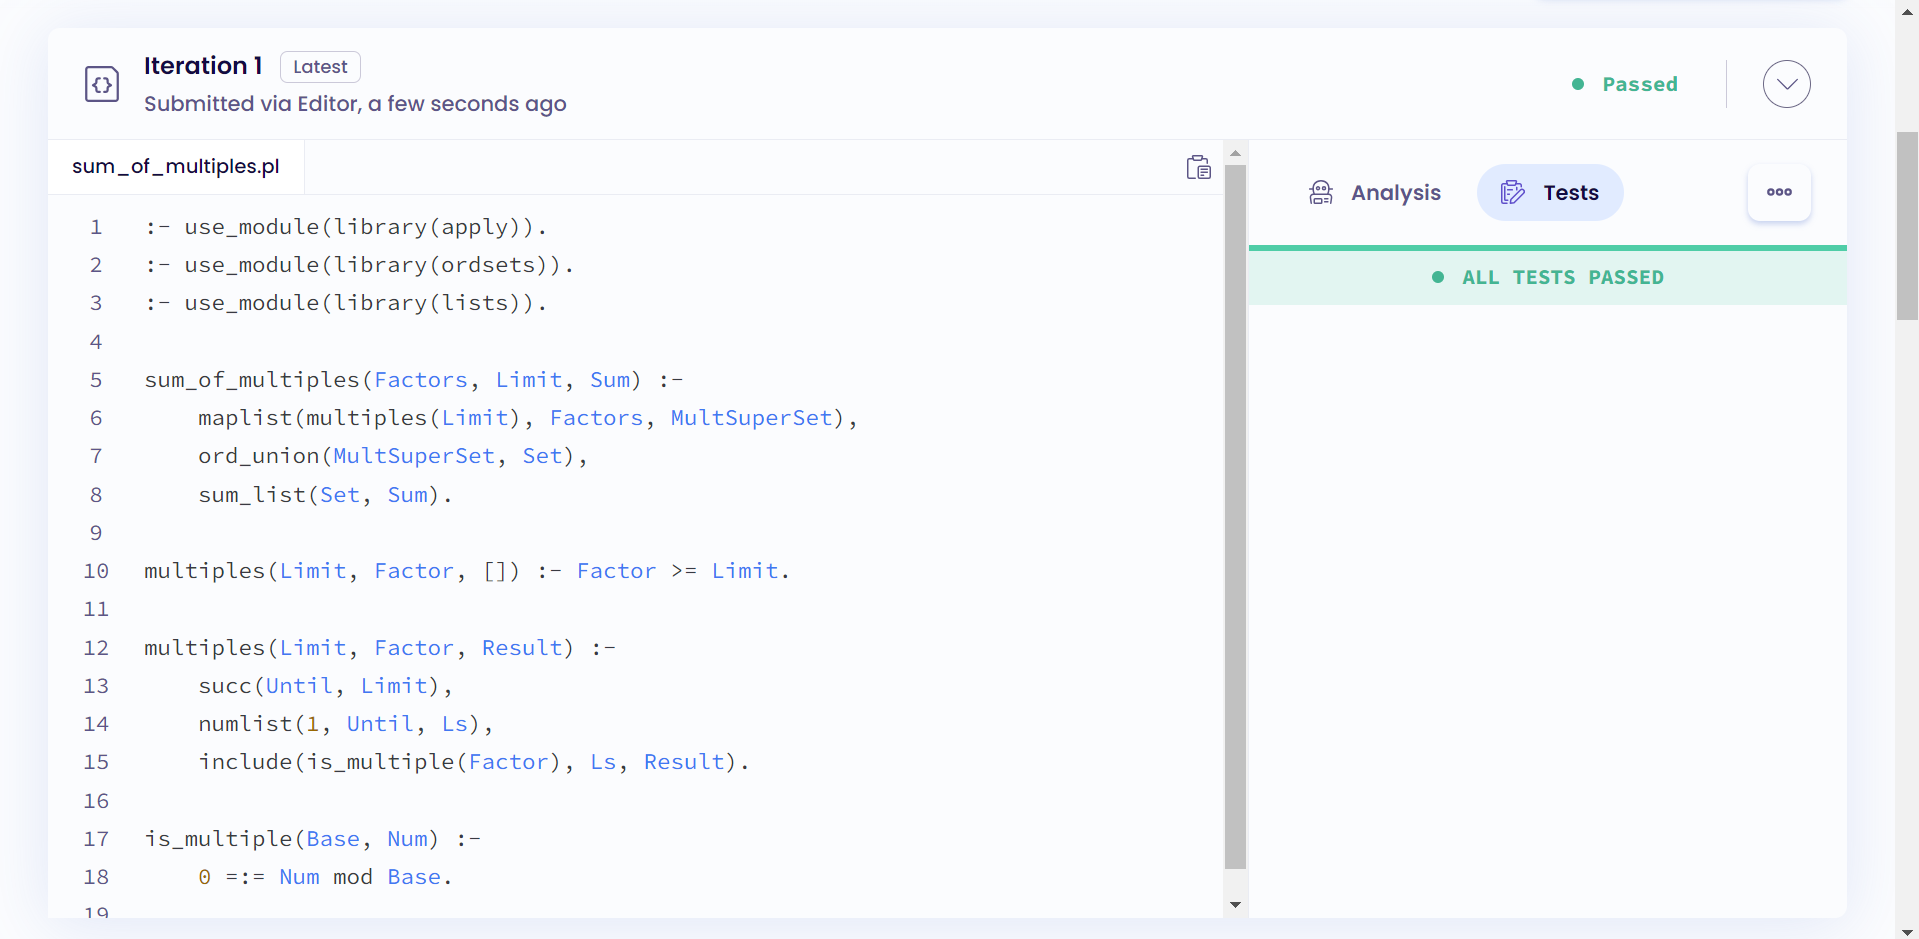 Iteration 1 Latest
Submitted via Editor, a few seconds ago
Passed
sum_of_multiples.pl
Analysis
Tests
ALL TESTS PASSED
1 :- use_module(library(apply)).
2 :- use_module(library(ordsets)).
3 :- use_module(library(lists)).
4
5 sum_of_multiples(Factors, Limit, Sum) :-
6     maplist(multiples(Limit), Factors, MultSuperSet),
7     ord_union(MultSuperSet, Set),
8     sum_list(Set, Sum).
9
10 multiples(Limit, Factor, []) :- Factor >= Limit.
11
12 multiples(Limit, Factor, Result) :-
13     succ(Until, Limit),
14     numlist(1, Until, Ls),
15     include(is_multiple(Factor), Ls, Result).
16
17 is_multiple(Base, Num) :-
18     0 =:= Num mod Base.
19